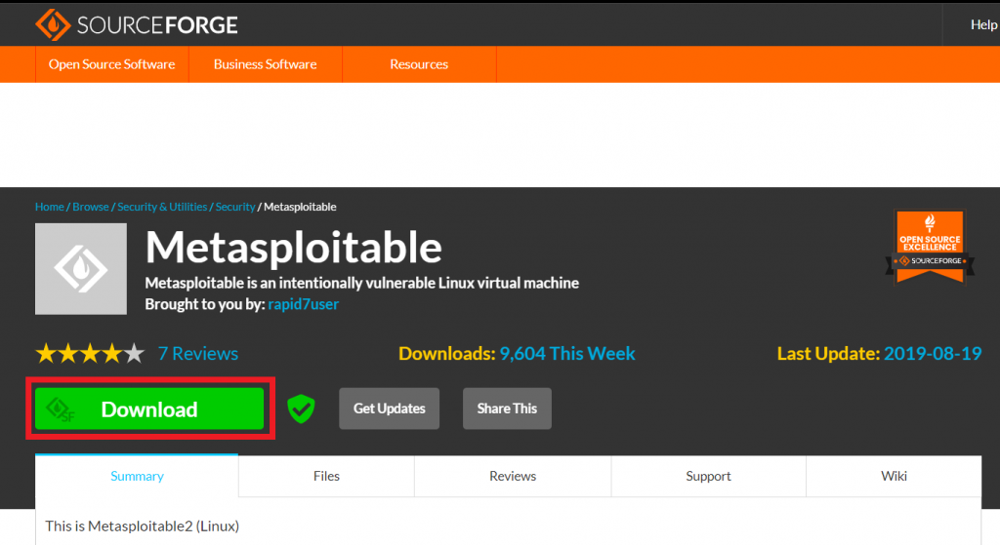 SOURCEFORGE
Help
Open Source Software
Business Software
Resources
Home / Browse / Security & Utilities / Security / Metasploitable
Metasploitable
Metasploitable is an intentionally vulnerable Linux virtual machine
Brought to you by: rapid7user
OPEN SOURCE
EXCELLENCE
SOURCEFORGE
7 Reviews
Downloads: 9,604 This Week
Last Update: 2019-08-19
SF
Download
Get Updates
Share This
Summary
Files
Reviews
Support
Wiki
This is Metasploitable2 (Linux)